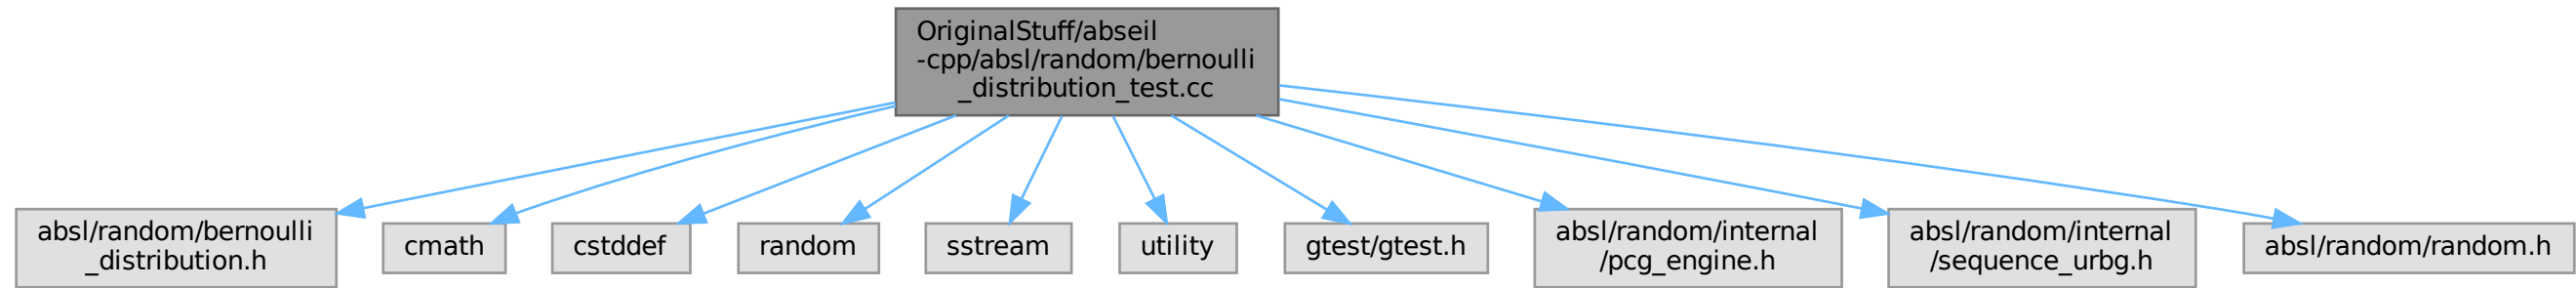 OriginalStuff/abseil
-cpp/absl/random/bernoulli
_distribution_test.cc
absl/random/bernoulli
_distribution.h
cmath
cstddef
random
sstream
utility
gtest/gtest.h
absl/random/internal
/pcg_engine.h
absl/random/internal
/sequence_urbg.h
absl/random/random.h